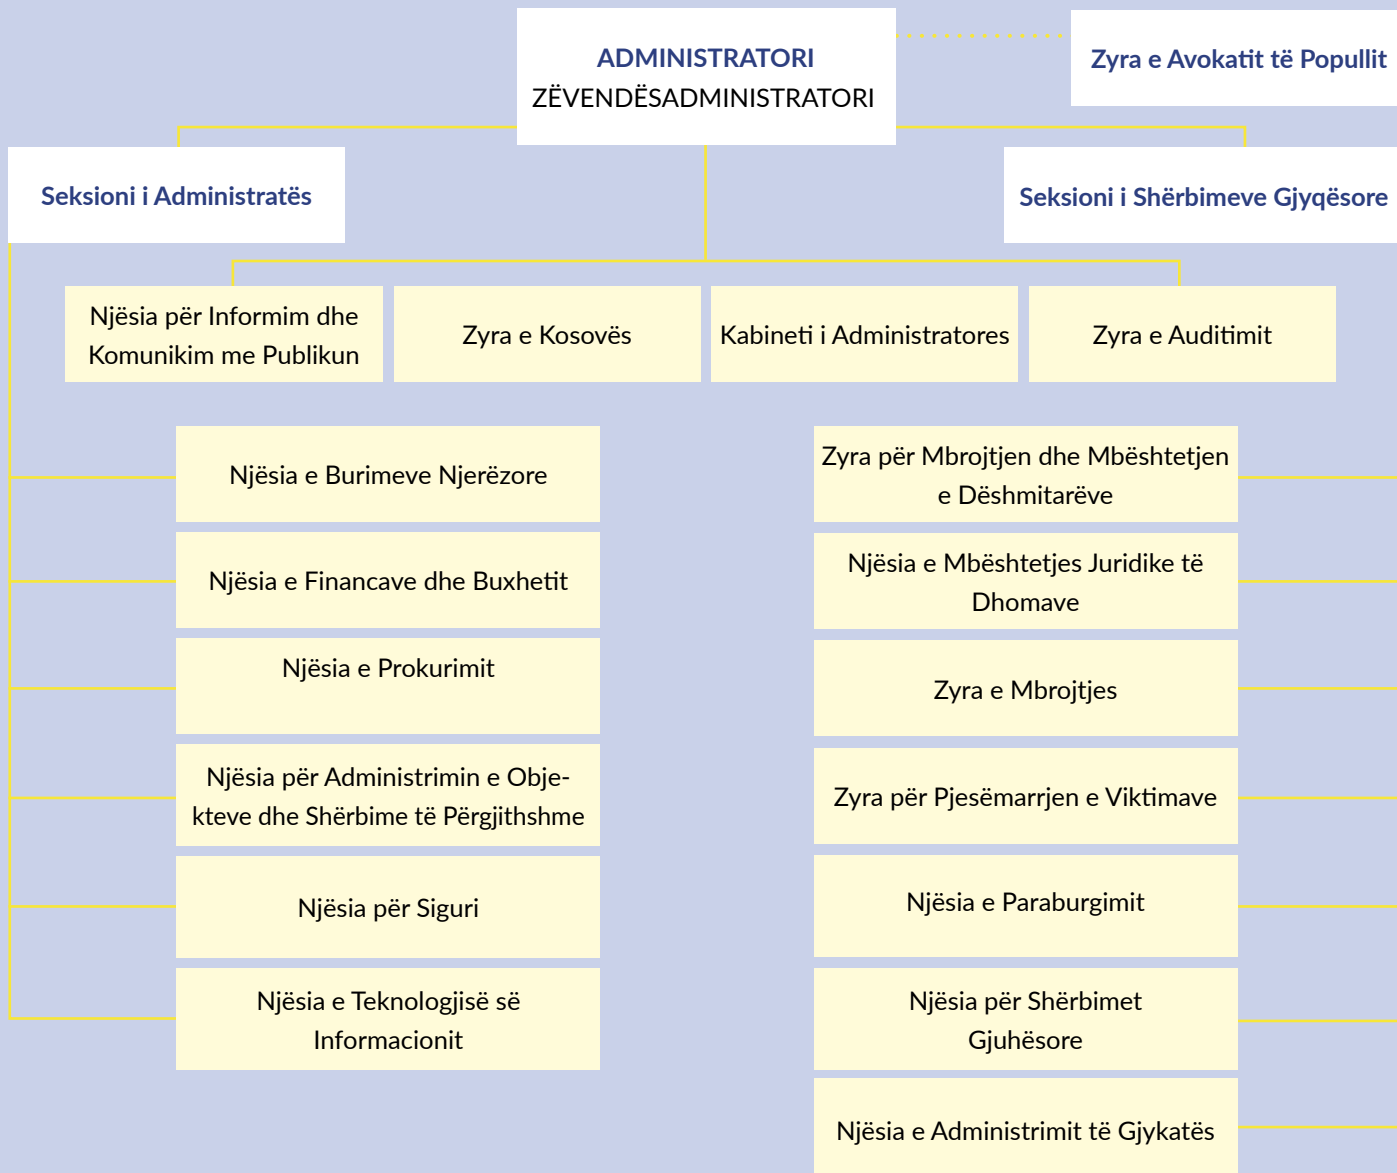 ADMINISTRATORI
ZËVENDËSADMINISTRATORI
Zyra e Avokatit të Popullit
Seksioni i Administratës
Seksioni i Shërbimeve Gjyqësore
Njësia për Informim dhe
Komunikim me Publikun
Zyra e Kosovës
Kabineti i Administratores
Zyra e Auditimit
Njësia e Burimeve Njerëzore
Njësia e Financave dhe Buxhetit
Njësia e Prokurimit
Njësia për Administrimin e Obje-
kteve dhe Shërbime të Përgjithshme
Njësia për Siguri
Njësia e Teknologjisë së
Informacionit
Zyra për Mbrojtjen dhe Mbështetjen
e Dëshmitarëve
Njësia e Mbështetjes Juridike të
Dhomave
Zyra e Mbrojtjes
Zyra për Pjesëmarrjen e Viktimave
Njësia e Paraburgimit
Njësia për Shërbimet
Gjuhësore
Njësia e Administrimit të Gjykatës